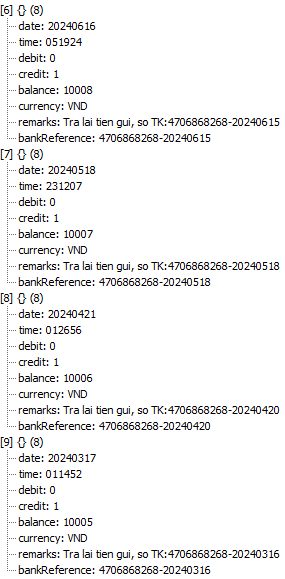 [6] {} (8)
date: 20240616
time: 051924
debit: 0
credit: 1
balance: 10008
currency: VND
remarks: Tra lai tien gui, so TK:4706868268-20240615
bankReference: 4706868268-20240615
[7] {} (8)
date: 20240518
time: 231207
debit: 0
credit: 1
balance: 10007
currency: VND
remarks: Tra lai tien gui, so TK:4706868268-20240518
bankReference: 4706868268-20240518
[8] {} (8)
date: 20240421
time: 012656
debit: 0
credit: 1
balance: 10006
currency: VND
remarks: Tra lai tien gui, so TK:4706868268-20240420
bankReference: 4706868268-20240420
[9] {} (8)
date: 20240317
time: 011452
debit: 0
credit: 1
balance: 10005
currency: VND
remarks: Tra lai tien gui, so TK:4706868268-20240316
bankReference: 4706868268-20240316